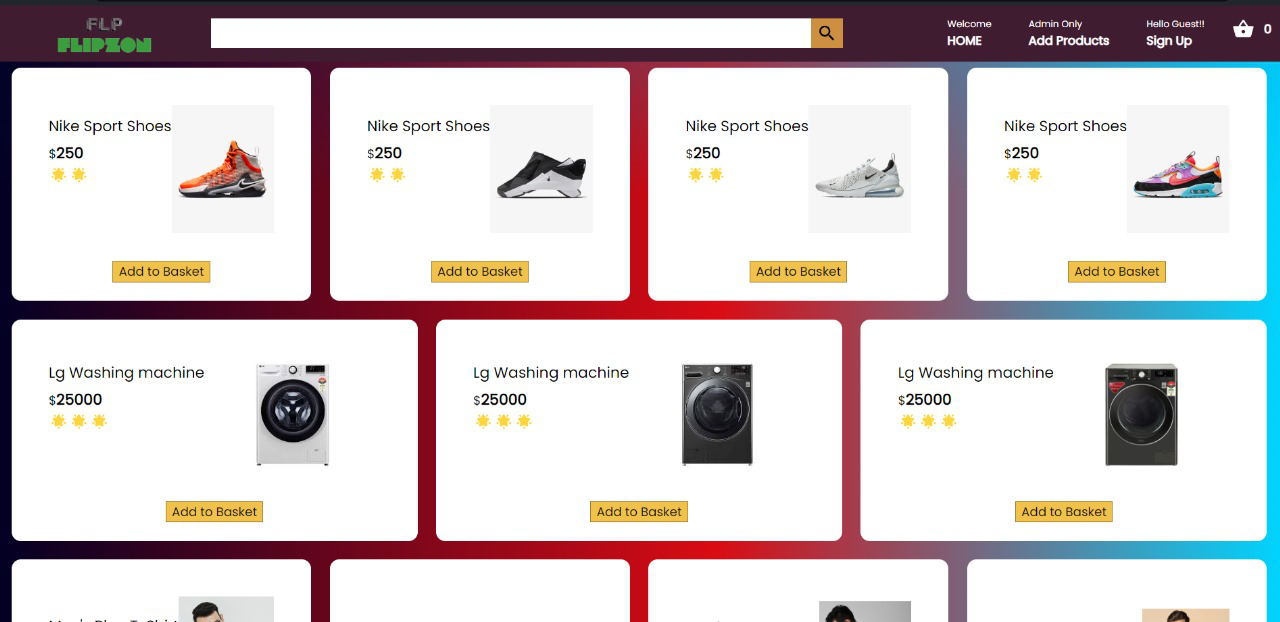 FLP
FLIPZON
Welcome
HOME
Admin Only
Add Products
Hello Guest!!
Sign Up
0
Nike Sport Shoes
$250
Add to Basket
Nike Sport Shoes
$250
Add to Basket
Nike Sport Shoes
$250
Add to Basket
Nike Sport Shoes
$250
Add to Basket
Lg Washing machine
$25000
Add to Basket
Lg Washing machine
$25000
Add to Basket
Lg Washing machine
$25000
Add to Basket